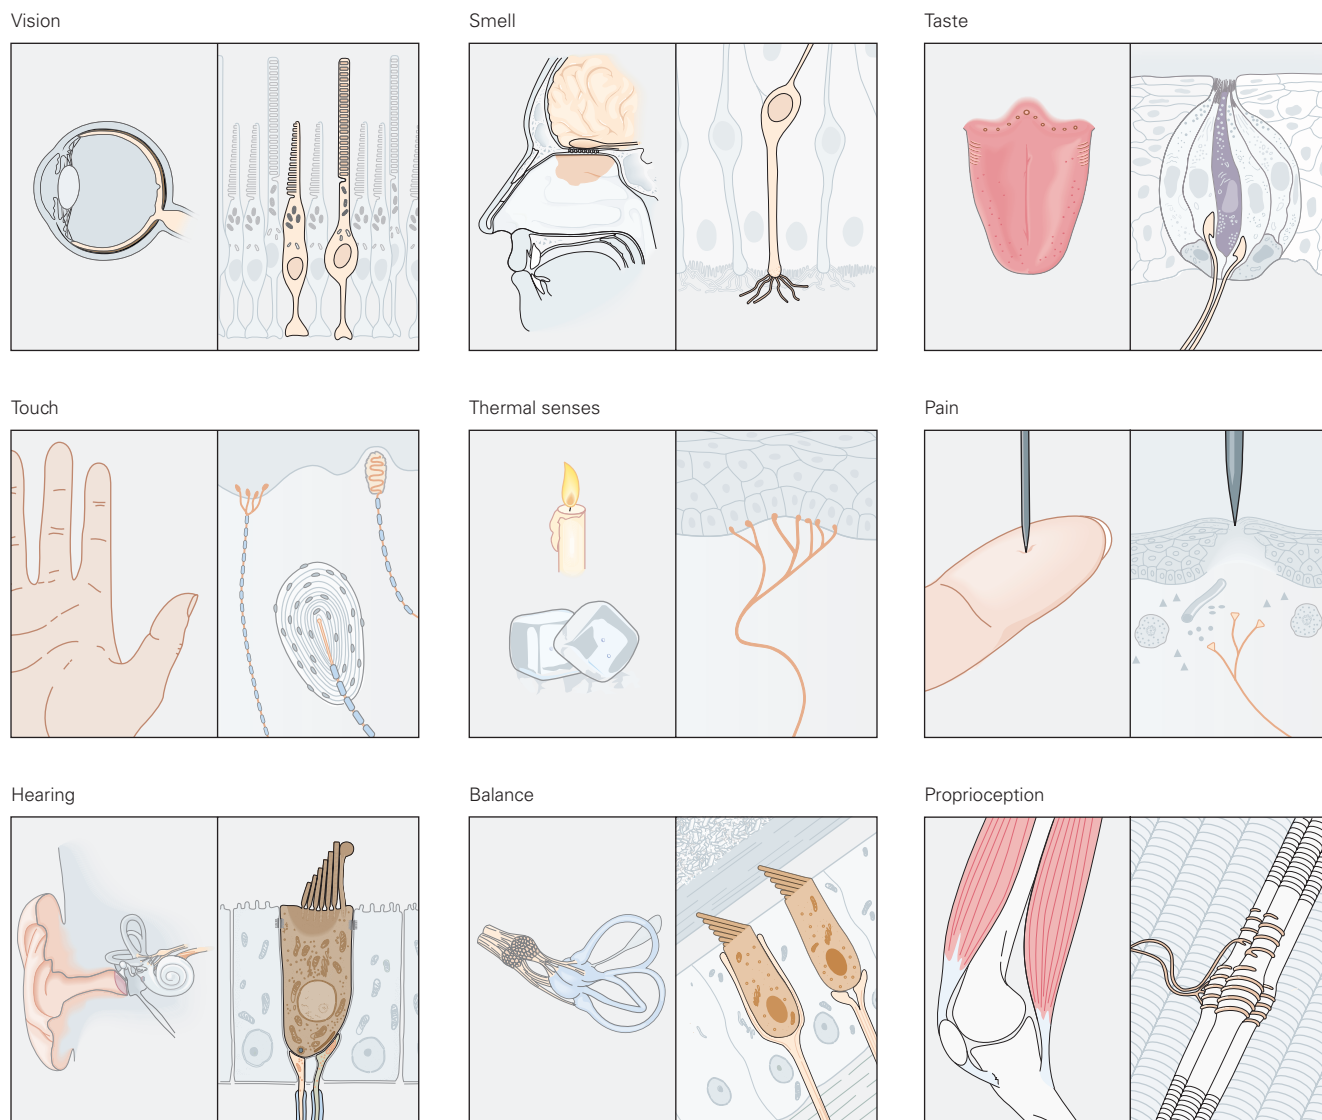 Vision
Smell
Taste
Touch
Thermal senses
Pain
Hearing
Balance
Proprioception